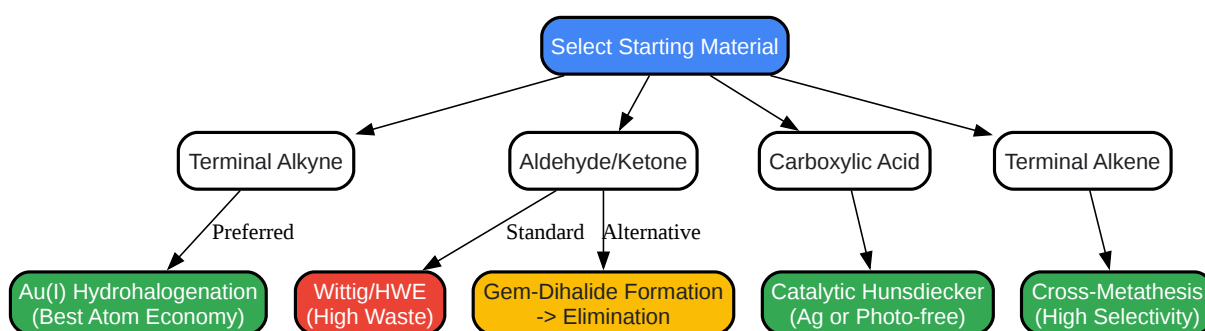 Select Starting Material
Terminal Alkyne
Aldehyde/Ketone
Carboxylic Acid
Terminal Alkene
Preferred
Standard
Alternative
Au(I) Hydrohalogenation
(Best Atom Economy)
Wittig/HWE
(High Waste)
Gem-Dihalide Formation
-> Elimination
Catalytic Hunsdiecker
(Ag or Photo-free)
Cross-Metathesis
(High Selectivity)